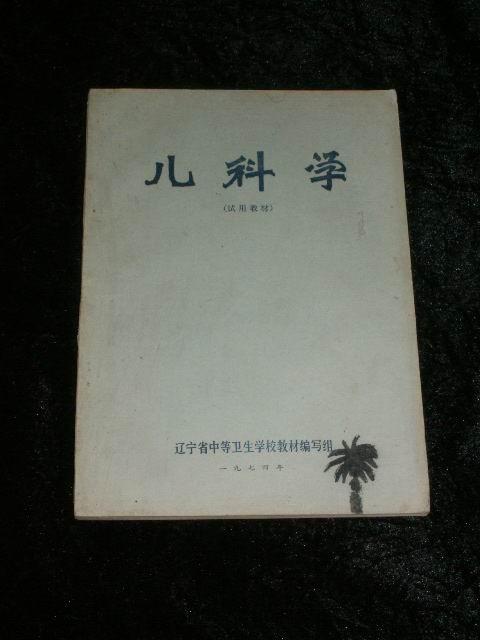 儿科学
(试用教材)
辽宁省中等卫生学校教材编写组
一九七四年